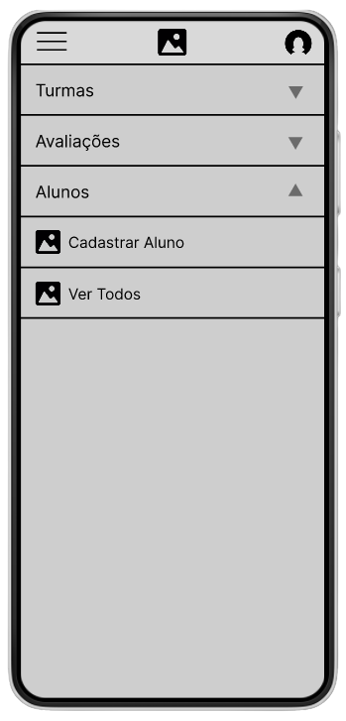 Turmas
Avaliações
Alunos
Cadastrar Aluno
Ver Todos